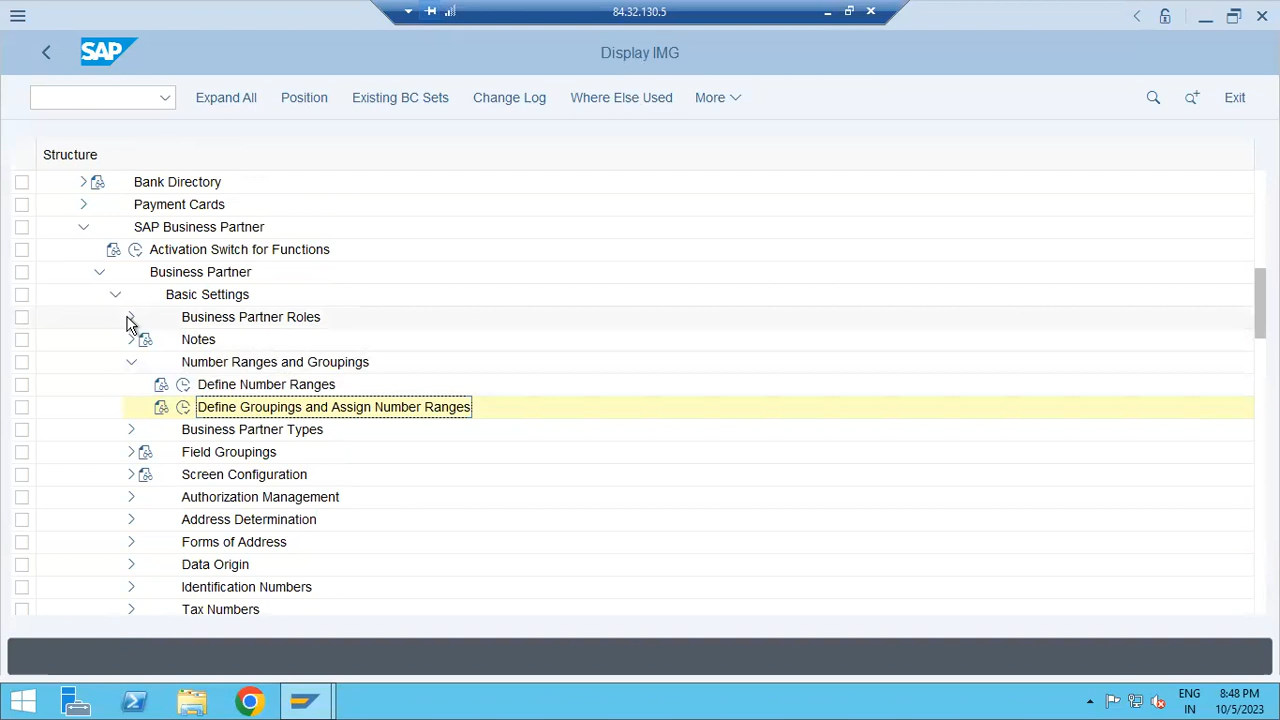 84.32.130.5
SAP
Display IMG
Expand All Position Existing BC Sets Change Log Where Else Used More Exit
Structure
Bank Directory
Payment Cards
SAP Business Partner
Activation Switch for Functions
Business Partner
Basic Settings
Business Partner Roles
Notes
Number Ranges and Groupings
Define Number Ranges
Define Groupings and Assign Number Ranges
Business Partner Types
Field Groupings
Screen Configuration
Authorization Management
Address Determination
Forms of Address
Data Origin
Identification Numbers
Tax Numbers
ENG 8:48 PM
IN 10/5/2023